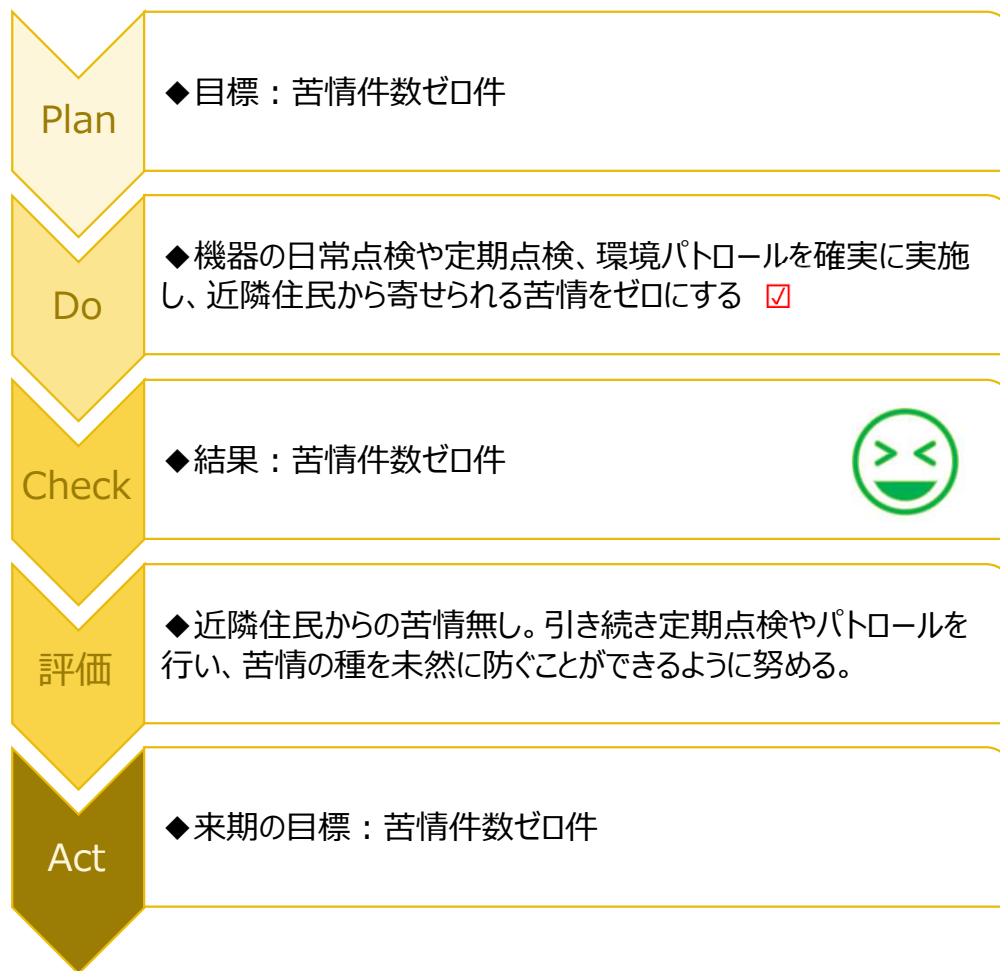 Plan
◆目標：苦情件数ゼロ件
Do
◆機器の日常点検や定期点検、環境パトロールを確実に実施
し、近隣住民から寄せられる苦情をゼロにする ☑
Check
◆結果：苦情件数ゼロ件
評価
◆近隣住民からの苦情無し。引き続き定期点検やパトロールを
行い、苦情の種を未然に防ぐことができるように努める。
Act
◆来期の目標：苦情件数ゼロ件